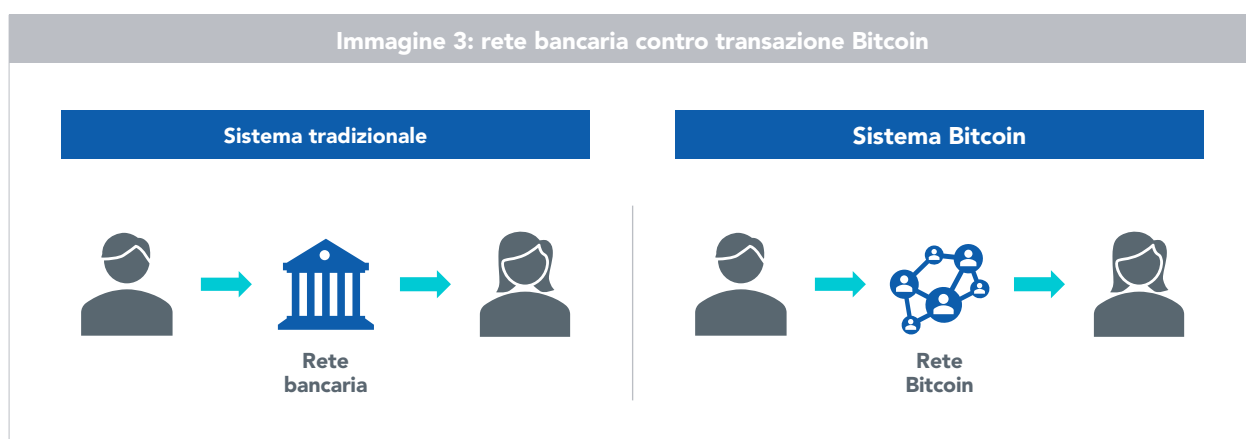 Immagine 3: rete bancaria contro transazione Bitcoin
Sistema tradizionale
Sistema Bitcoin
Rete
bancaria
Rete
Bitcoin